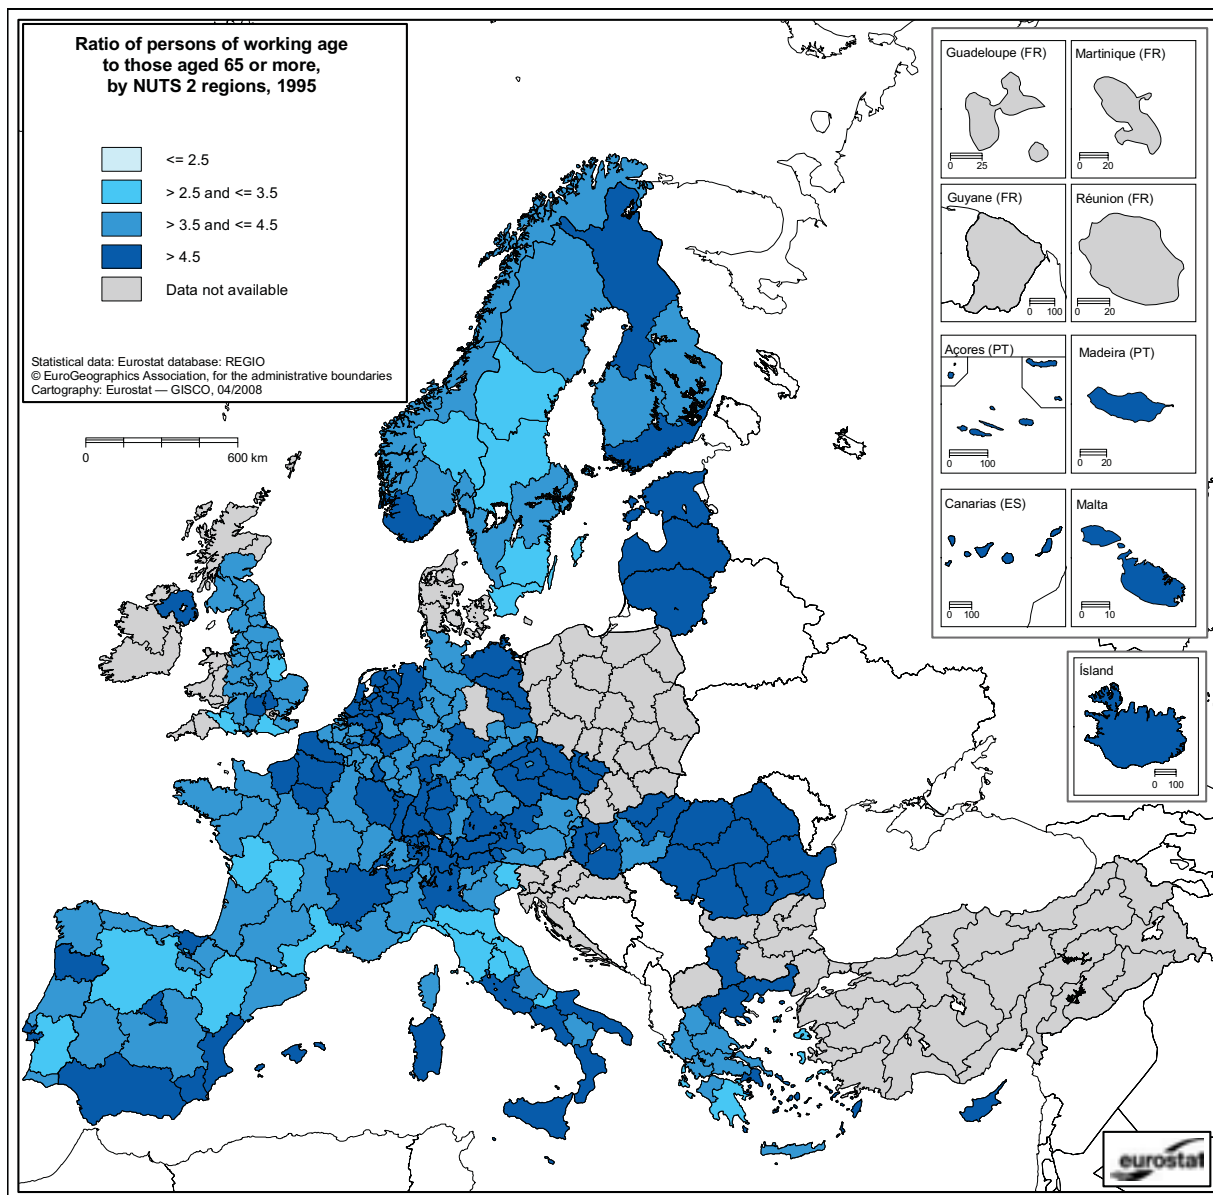 Ratio of persons of working age
to those aged 65 or more,
by NUTS 2 regions, 1995
<= 2.5
> 2.5 and <= 3.5
> 3.5 and <= 4.5
> 4.5
Data not available
Statistical data: Eurostat database: REGIO
© EuroGeographics Association, for the administrative boundaries
Cartography: Eurostat — GISCO, 04/2008
0 600 km
Guadeloupe (FR)
0 25
Martinique (FR)
0 20
Guyane (FR)
0 100
Réunion (FR)
0 20
Açores (PT)
0 100
Madeira (PT)
0 20
Canarias (ES)
0 100
Malta
0 10
Ísland
0 100
eurostat